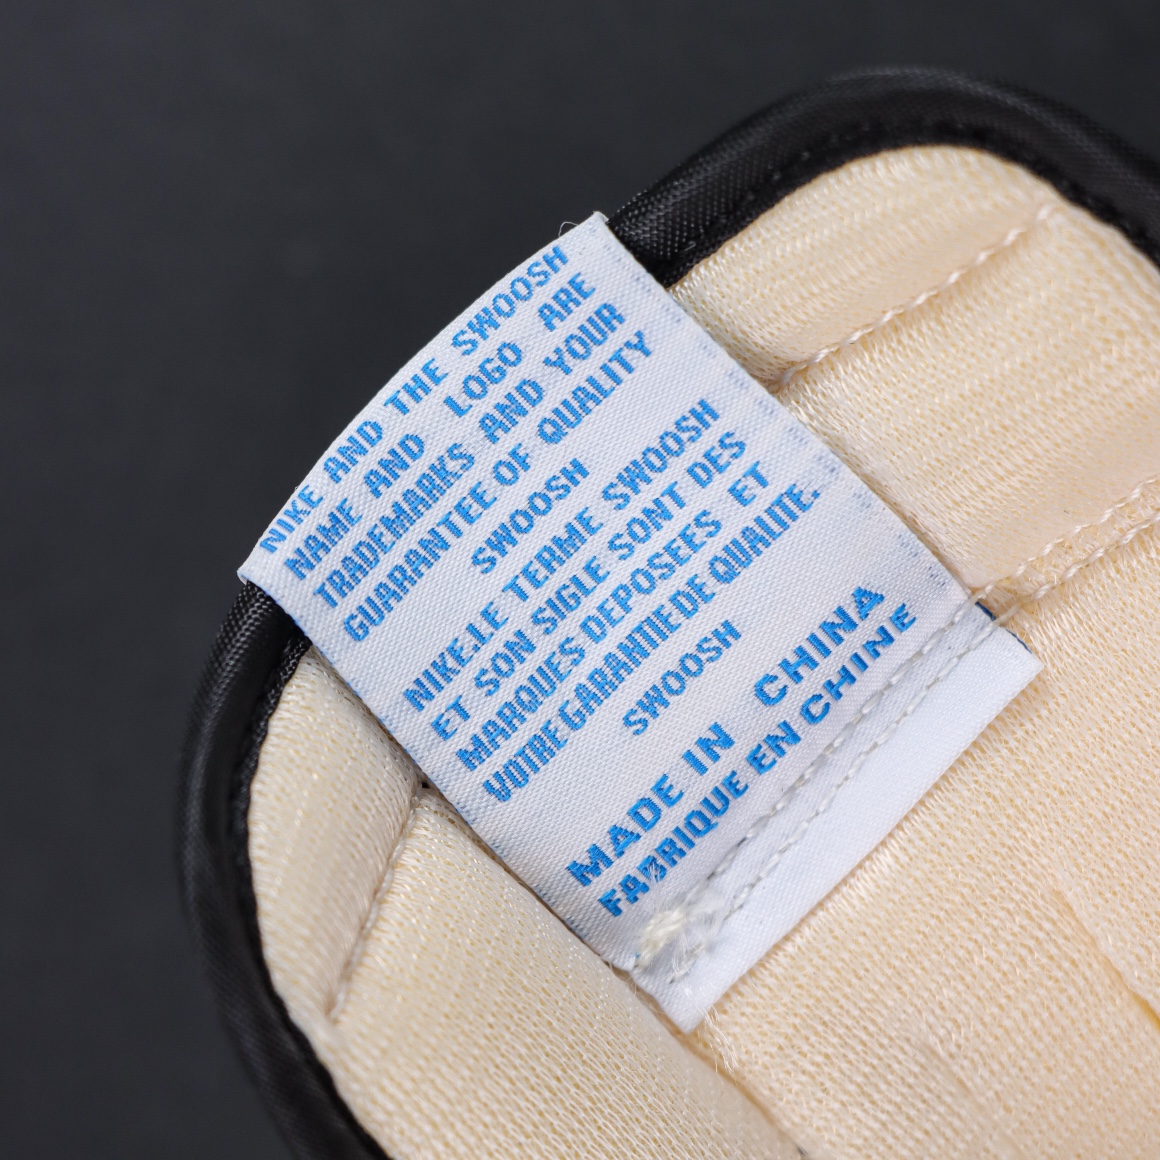 NIKE AND THE SWOOSH
NAME AND LOGO ARE
TRADEMARKS AND YOUR
GUARANTEE OF QUALITY
SWOOSH
NIKE.LE TERME SWOOSH
ET SON SIGLE SONT DES
MARQUES DEPOSEES ET
VOTRE GARANTIE DE QUALITE.
SWOOSH
MADE IN CHINA
FABRIQUE EN CHINE